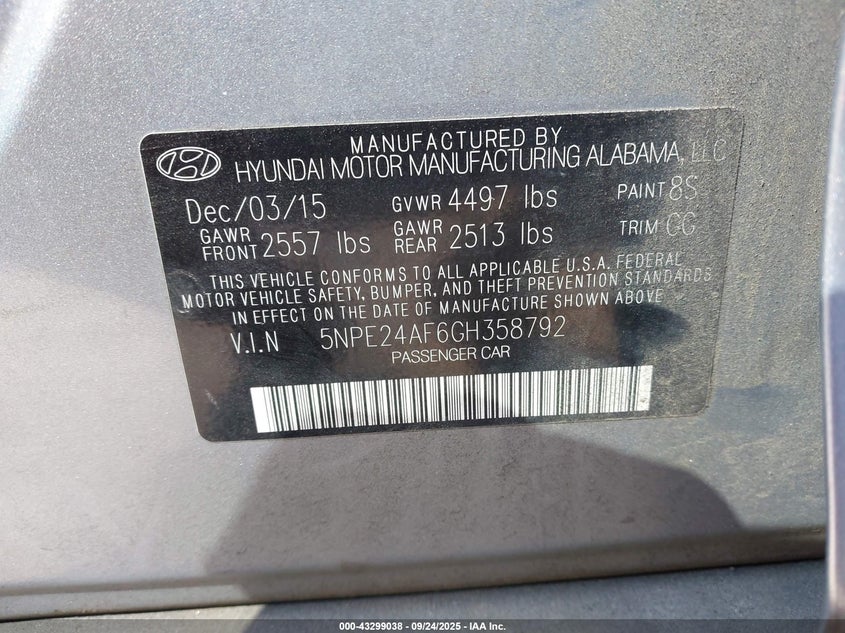 MANUFACTURED BY
HYUNDAI MOTOR MANUFACTURING ALABAMA, LLC
Dec/03/15 GVWR 4497 lbs PAINT 8S
GAWR FRONT 2557 lbs GAWR REAR 2513 lbs TRIM CG
THIS VEHICLE CONFORMS TO ALL APPLICABLE U.S.A. FEDERAL
MOTOR VEHICLE SAFETY, BUMPER, AND THEFT PREVENTION STANDARDS
IN EFFECT ON THE DATE OF MANUFACTURE SHOWN ABOVE
V.I.N 5NPE24AF6GH358792
PASSENGER CAR
000-43299038 - 09/24/2025 - IAA Inc.